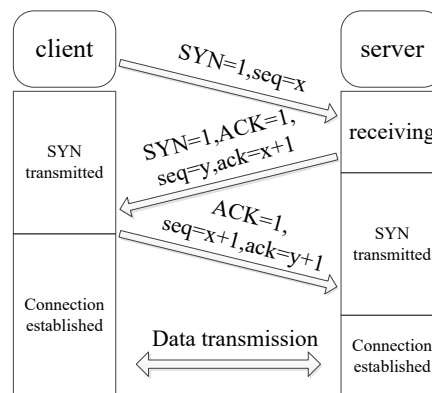 client
server
SYN=1,seq=x
receiving
SYN=1,ACK=1,
seq=y,ack=x+1
SYN
transmitted
ACK=1,
seq=x+1,ack=y+1
SYN
transmitted
Connection
established
Data transmission
Connection
established